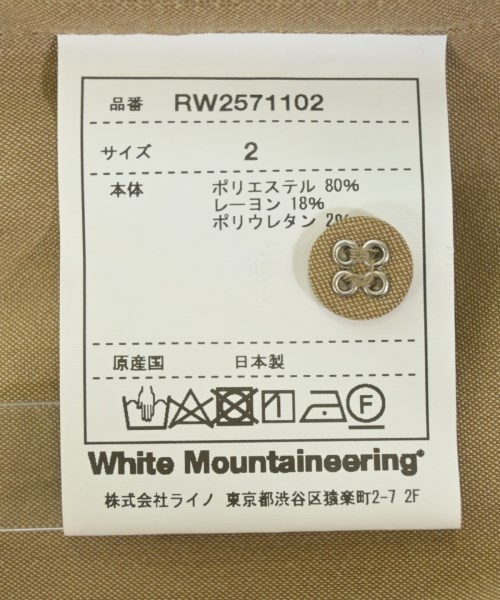 品番 RW2571102
サイズ 2
本体 ポリエステル 80%
レーヨン 18%
ポリウレタン 2%
原産国 日本製
F
White Mountaineering®
株式会社ライノ 東京都渋谷区猿楽町2-7 2F